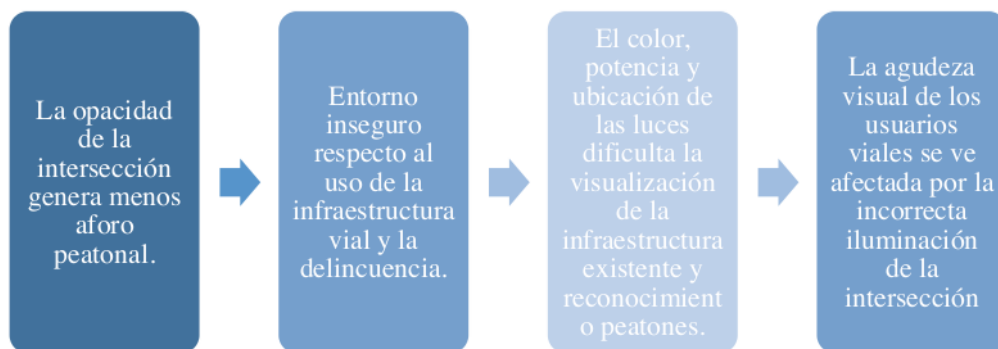 La opacidad
de la
intersección
genera menos
aforo
peatonal.
Entorno
inseguro
respecto al
uso de la
infraestructura
vial y la
delincuencia.
El color,
potencia y
ubicación de
las luces
dificulta la
visualización
de la
infraestructura
existente y
reconocimient
o peatones.
La agudeza
visual de los
usuarios
viales se ve
afectada por la
incorrecta
iluminación
de la
intersección